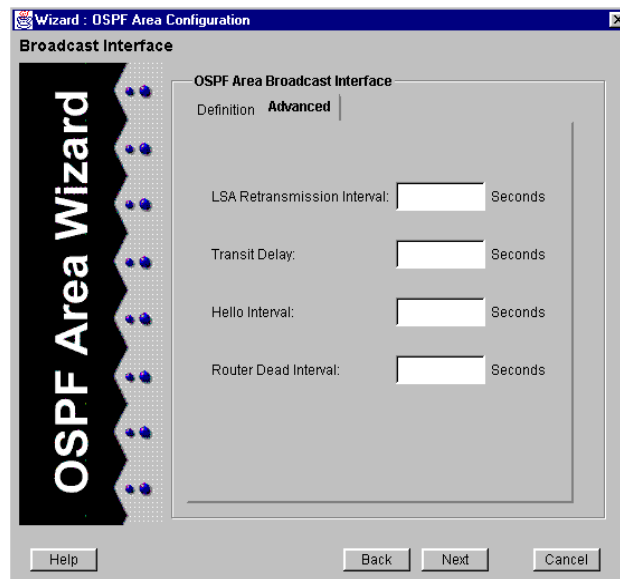 Wizard : OSPF Area Configuration
Broadcast Interface
OSPF Area Wizard
OSPF Area Broadcast Interface
Definition Advanced
LSA Retransmission Interval: Seconds
Transit Delay: Seconds
Hello Interval: Seconds
Router Dead Interval: Seconds
Help Back Next Cancel